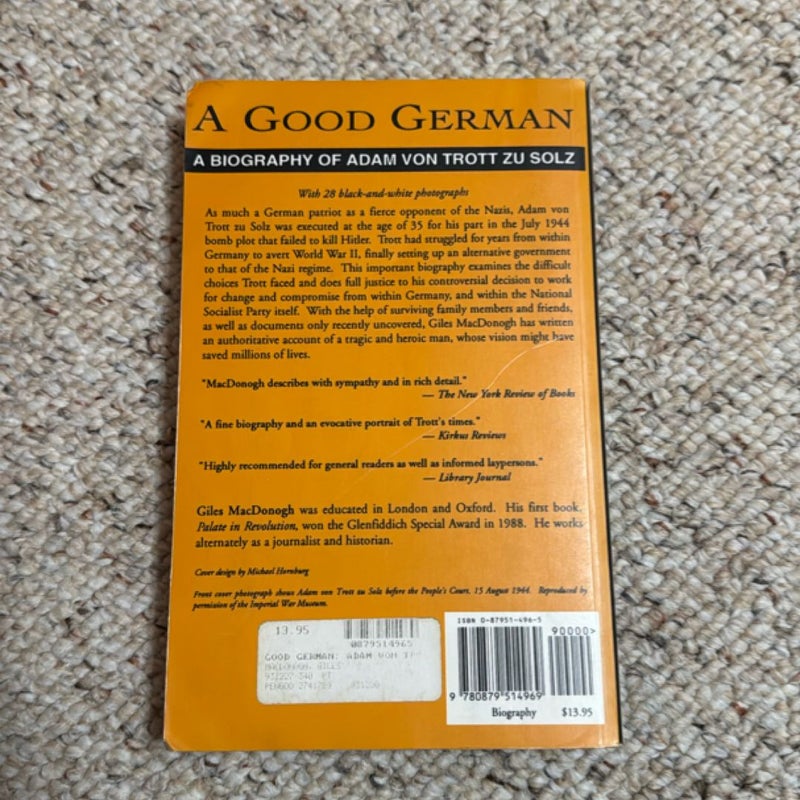 A GOOD GERMAN
A BIOGRAPHY OF ADAM VON TROTT ZU SOLZ
With 28 black-and-white photographs
As much a German patriot as a fierce opponent of the Nazis, Adam von
Trott zu Solz was executed at the age of 35 for his part in the July 1944
bomb plot that failed to kill Hitler. Trott had struggled for years from within
Germany to avert World War II, finally setting up an alternative government
to that of the Nazi regime. This important biography examines the difficult
choices Trott faced and does full justice to his controversial decision to work
for change and compromise from within Germany, and within the National
Socialist Party itself. With the help of surviving family members and friends,
as well as documents only recently uncovered, Giles MacDonogh has written
an authoritative account of a tragic and heroic man, whose vision might have
saved millions of lives.
"MacDonogh describes with sympathy and in rich detail."
— The New York Review of Books
"A fine biography and an evocative portrait of Trott's times."
— Kirkus Reviews
"Highly recommended for general readers as well as informed laypersons."
— Library Journal
Giles MacDonogh was educated in London and Oxford. His first book,
Palate in Revolution, won the Glenfiddich Special Award in 1988. He works
alternately as a journalist and historian.
Cover design by Michael Hornburg
Front cover photograph shows Adam von Trott zu Solz before the People's Court, 15 August 1944. Reproduced by
permission of the Imperial War Museum.
13.95
0879514965
GOOD GERMAN: ADAM VON
ISBN 0-87951-496-5
90000>
9 780879 514969
Biography $13.95